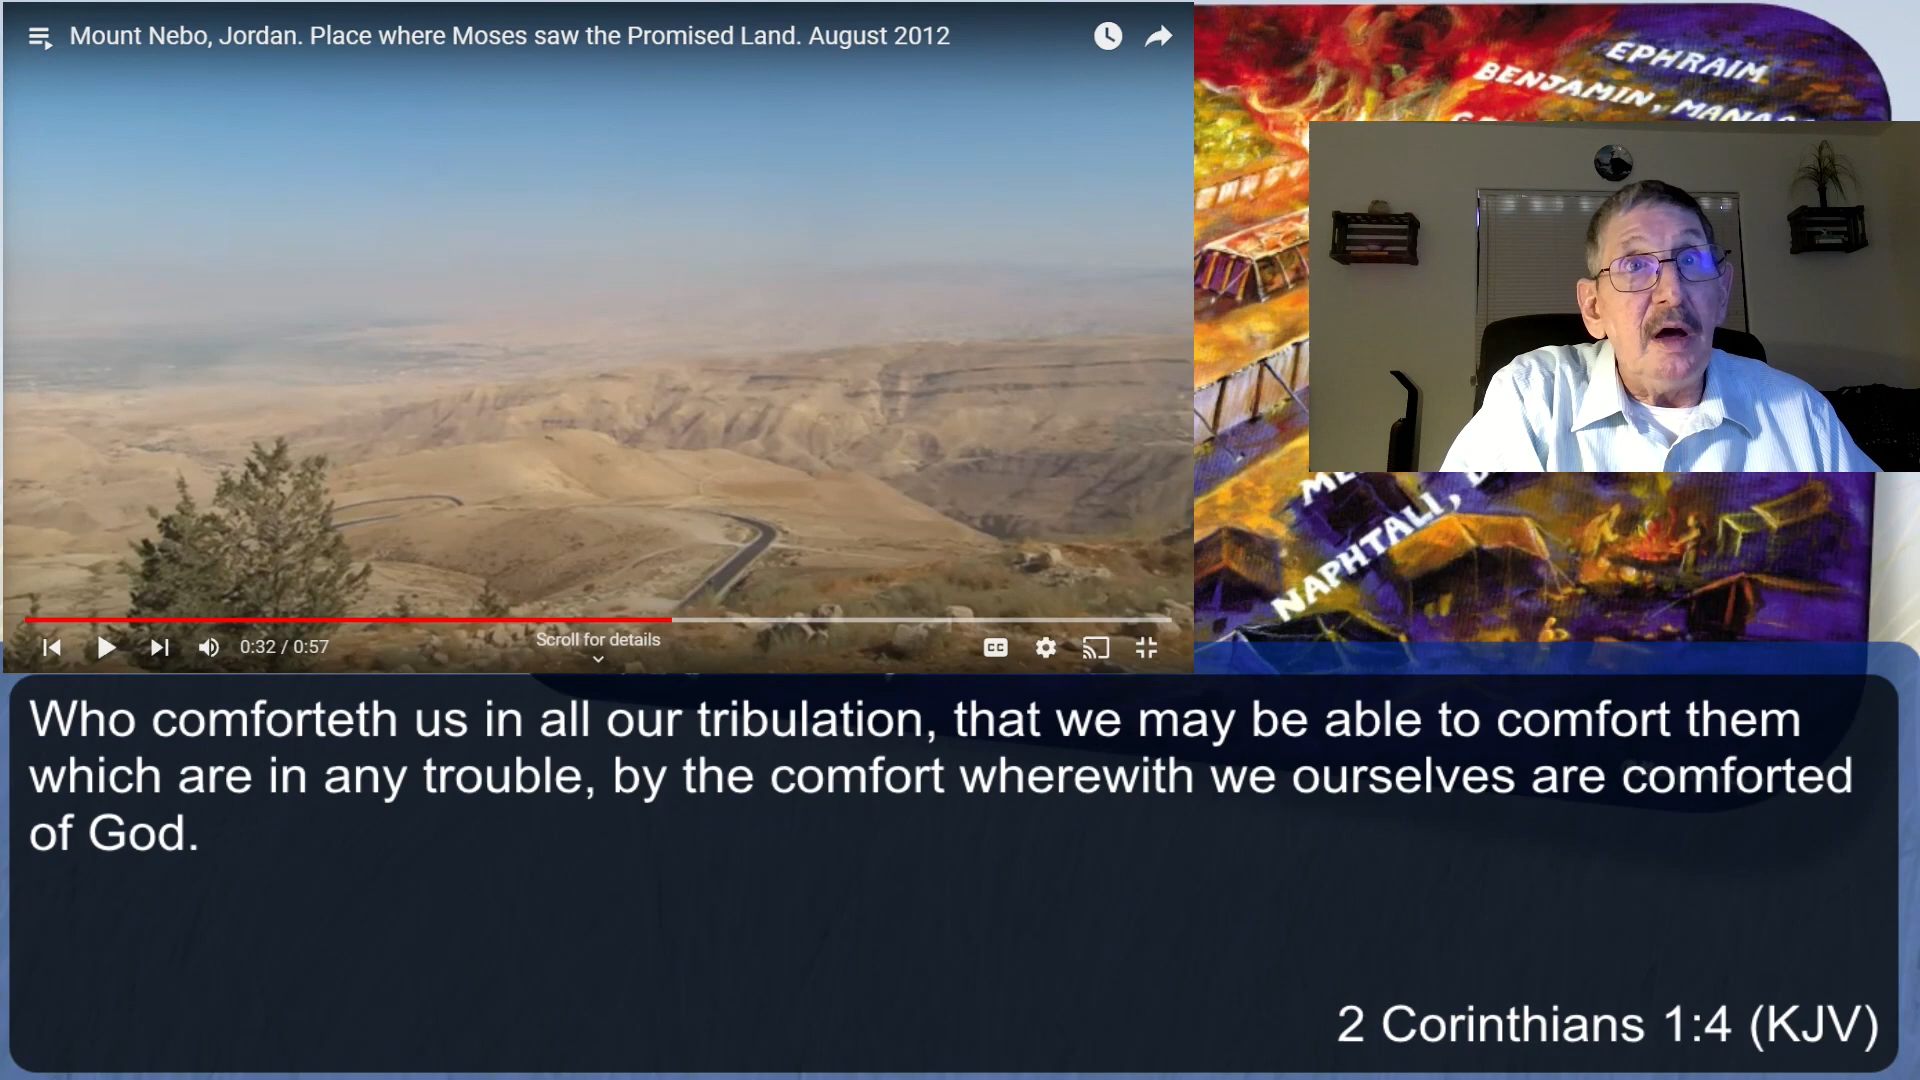 Mount Nebo, Jordan. Place where Moses saw the Promised Land. August 2012
EPHRAIM
BENJAMIN,
NAPHTALI,
0:32 / 0:57
Scroll for details
CC
Who comforteth us in all our tribulation, that we may be able to comfort them
which are in any trouble, by the comfort wherewith we ourselves are comforted
of God.
2 Corinthians 1:4 (KJV)